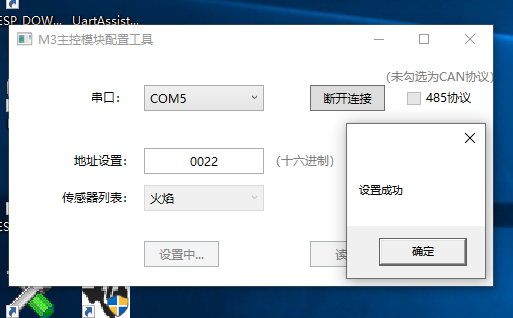 ESP_DOW... UartAssist...
M3主控模块配置工具
(未勾选为CAN协议)
串口： COM5 断开连接 485协议
地址设置： 0022 (十六进制)
传感器列表： 火焰
设置成功
设置中... 读
确定